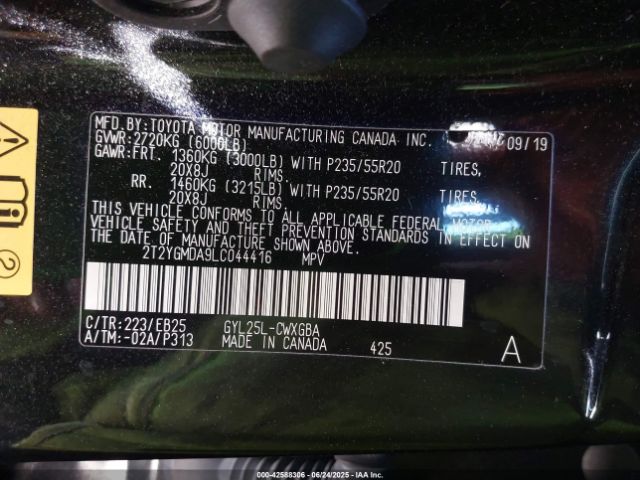 MFD. BY: TOYOTA MOTOR MANUFACTURING CANADA INC. 09/19
GVWR: 2720KG (6000LB)
GAWR: FRT. 1360KG (3000LB) WITH P235/55R20 TIRES,
20X8J RIMS.
RR. 1460KG (3215LB) WITH P235/55R20 TIRES,
20X8J RIMS.
THIS VEHICLE CONFORMS TO ALL APPLICABLE FEDERAL MOTOR
VEHICLE SAFETY AND THEFT PREVENTION STANDARDS IN EFFECT ON
THE DATE OF MANUFACTURE SHOWN ABOVE.
2T2YGMDA9LC044416 MPV
C/TR: 223/EB25 GYL25L-CWXGBA
A/TM: -02A/P313 MADE IN CANADA 425 A
2
000-42588306 - 06/24/2025 - IAAI.com